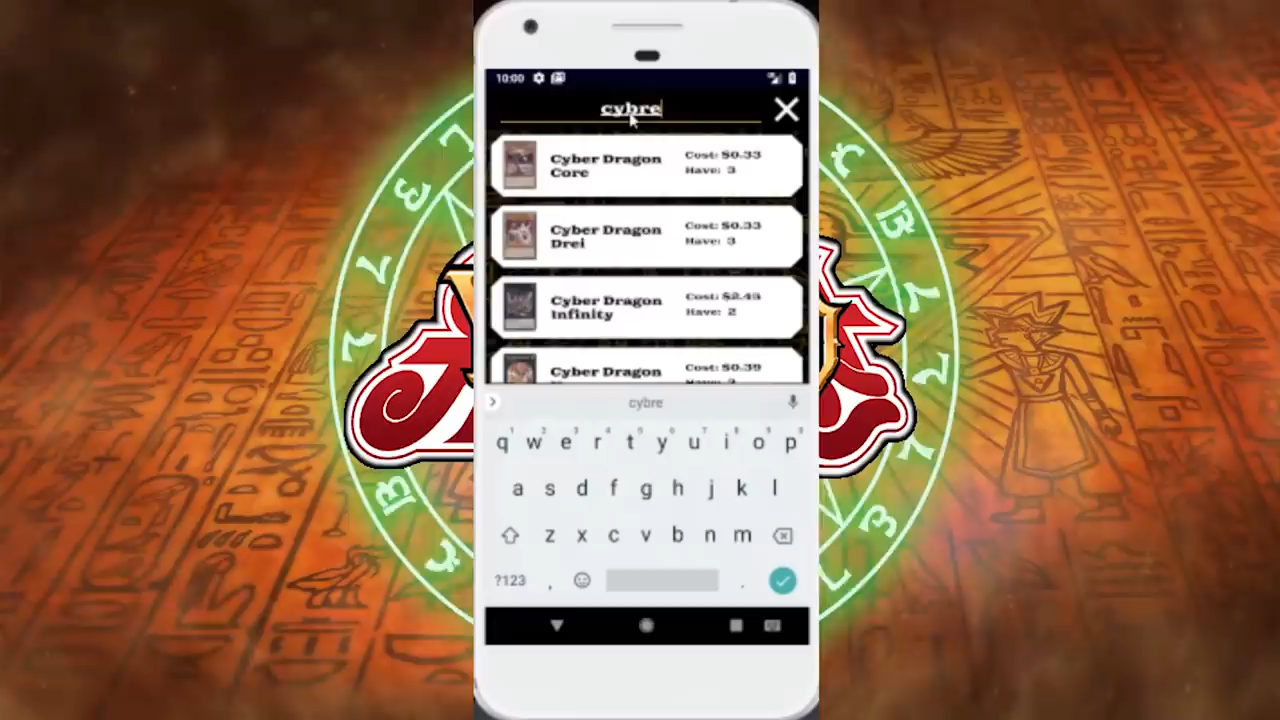 10:00
cybre
Cyber Dragon
Core
Cost: $0.33
Have: 3
Cyber Dragon
Drei
Cost: $0.33
Have: 3
Cyber Dragon
Infinity
Cost: $2.45
Have: 2
Cyber Dragon
Cost: $0.39
cybre
q w e r t y u i o p
a s d f g h j k l
z x c v b n m
?123 , .